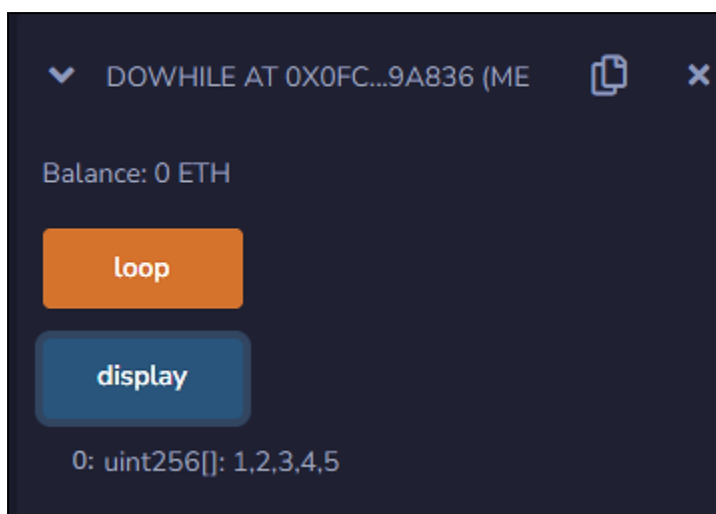 DOWHILE AT 0X0FC...9A836 (ME
Balance: 0 ETH
loop
display
0: uint256[]: 1,2,3,4,5